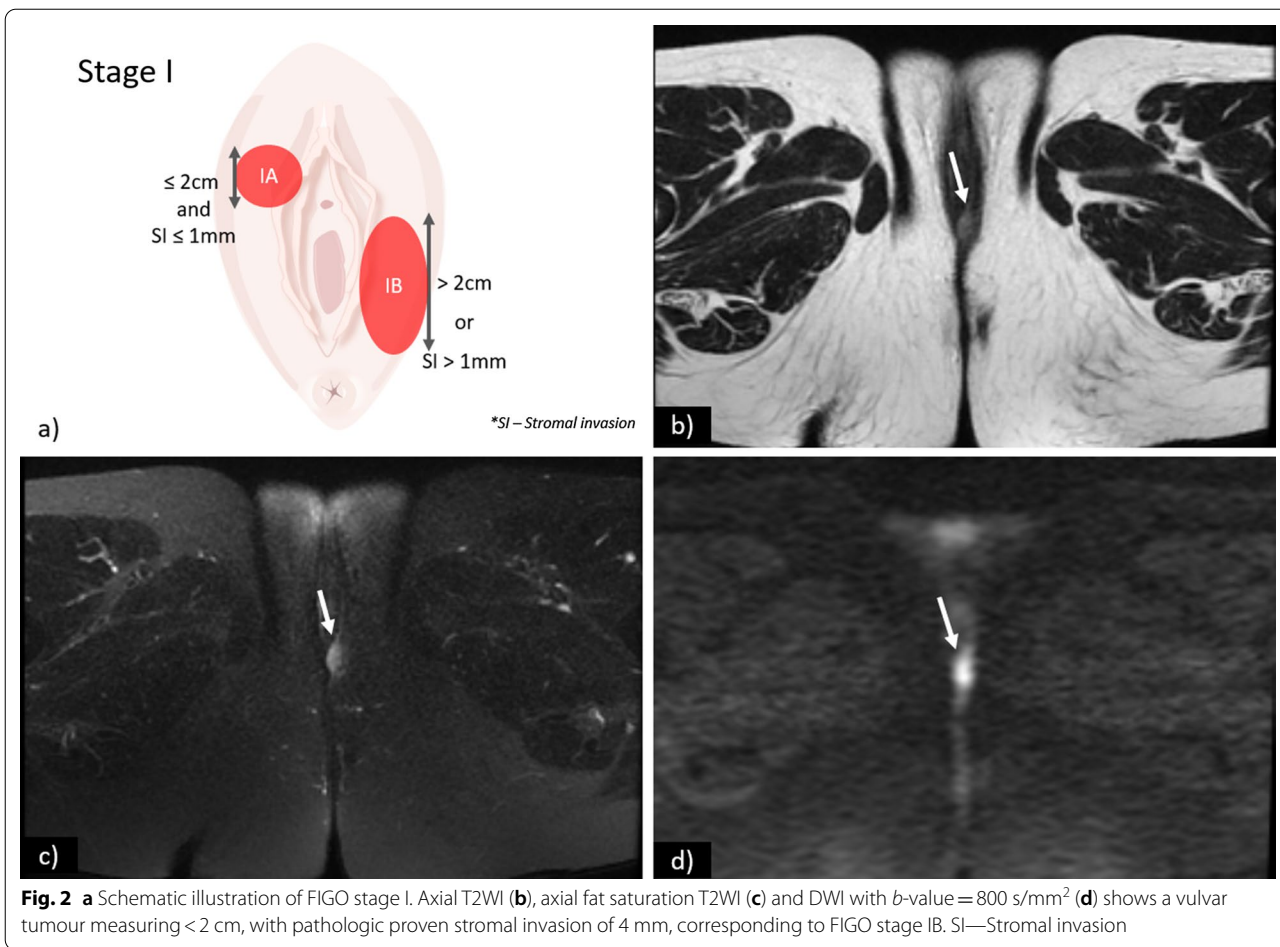 Stage I
IA
≤ 2cm
and
SI ≤ 1mm
IB
> 2cm
or
SI > 1mm
*SI – Stromal invasion
a)
b)
c)
d)
Fig. 2 a Schematic illustration of FIGO stage I. Axial T2WI (b), axial fat saturation T2WI (c) and DWI with b-value = 800 s/mm² (d) shows a vulvar
tumour measuring < 2 cm, with pathologic proven stromal invasion of 4 mm, corresponding to FIGO stage IB. SI—Stromal invasion